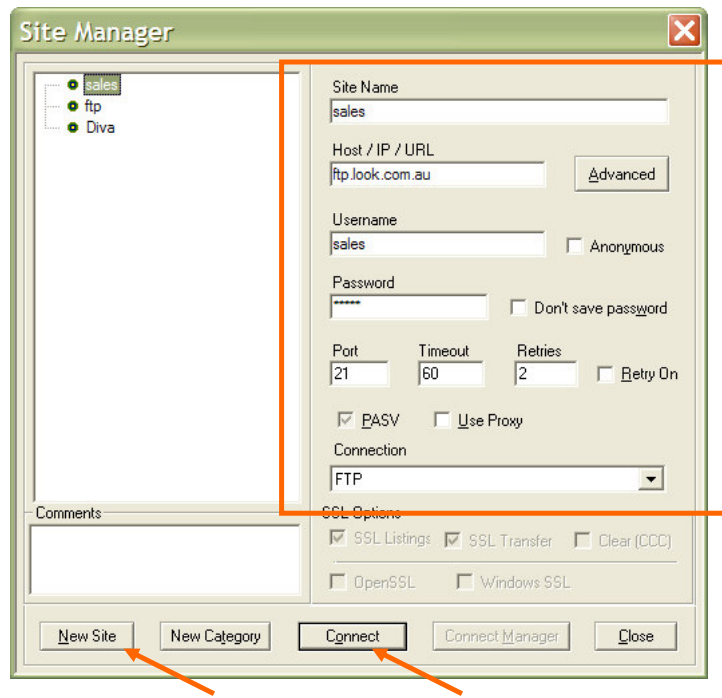 Site Manager
sales
ftp
Diva
Site Name
sales
Host / IP / URL
ftp.look.com.au
Advanced
Username
sales
Anonymous
Password
*****
Don't save password
Port Timeout Retries
21 60 2 Retry On
PASV Use Proxy
Connection
FTP
Comments
SSL Options
SSL Listings SSL Transfer Clear (CCC)
OpenSSL Windows SSL
New Site New Category Connect Connect Manager Close